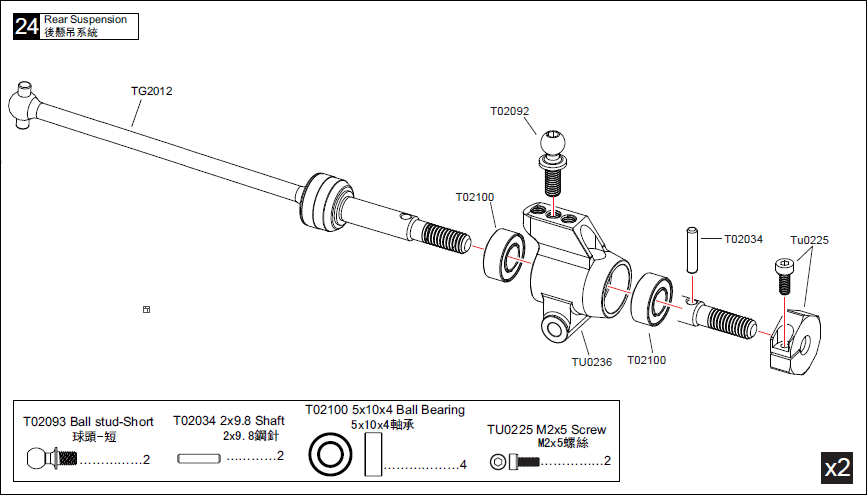 24
Rear Suspension
後懸吊系統
TG2012
T02092
T02100
T02034
Tu0225
TU0236
T02100
T02093 Ball stud-Short
球頭-短
..............2
T02034 2x9.8 Shaft
2x9.8鋼針
............2
T02100 5x10x4 Ball Bearing
5x10x4軸承
..................4
TU0225 M2x5 Screw
M2x5螺絲
...............2
x2